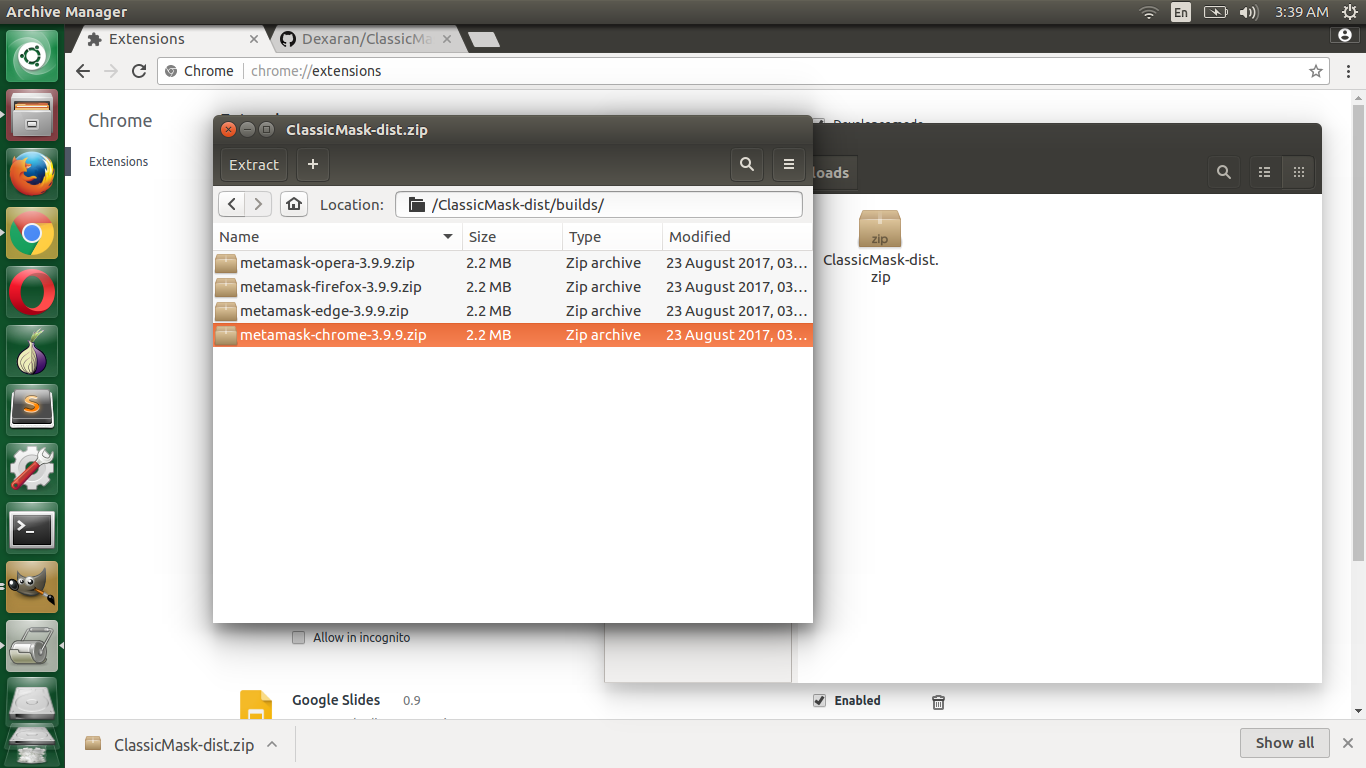 Archive Manager
En
3:39 AM
Extensions
Dexaran/ClassicMa
Chrome
chrome://extensions
Chrome
Extensions
ClassicMask-dist.zip
Extract
+
Location:
/ClassicMask-dist/builds/
Name Size Type Modified
metamask-opera-3.9.9.zip 2.2 MB Zip archive 23 August 2017, 03...
metamask-firefox-3.9.9.zip 2.2 MB Zip archive 23 August 2017, 03...
metamask-edge-3.9.9.zip 2.2 MB Zip archive 23 August 2017, 03...
metamask-chrome-3.9.9.zip 2.2 MB Zip archive 23 August 2017, 03...
loads
zip
ClassicMask-dist.
zip
Allow in incognito
Google Slides 0.9
Enabled
ClassicMask-dist.zip
Show all